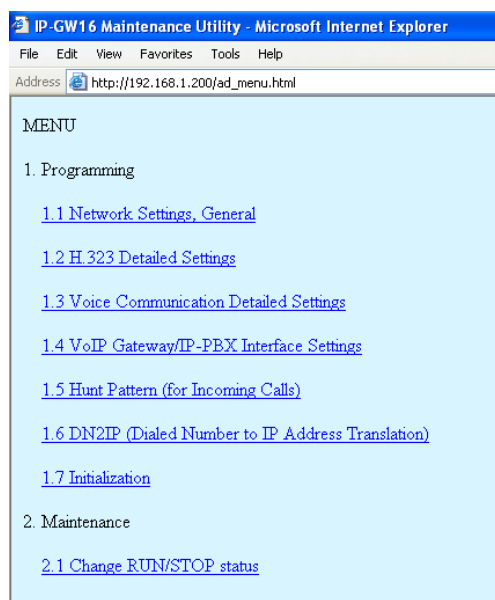 IP-GW16 Maintenance Utility - Microsoft Internet Explorer
File Edit View Favorites Tools Help
Address http://192.168.1.200/ad_menu.html
MENU
1. Programming
1.1 Network Settings, General
1.2 H.323 Detailed Settings
1.3 Voice Communication Detailed Settings
1.4 VoIP Gateway/IP-PBX Interface Settings
1.5 Hunt Pattern (for Incoming Calls)
1.6 DN2IP (Dialed Number to IP Address Translation)
1.7 Initialization
2. Maintenance
2.1 Change RUN/STOP status